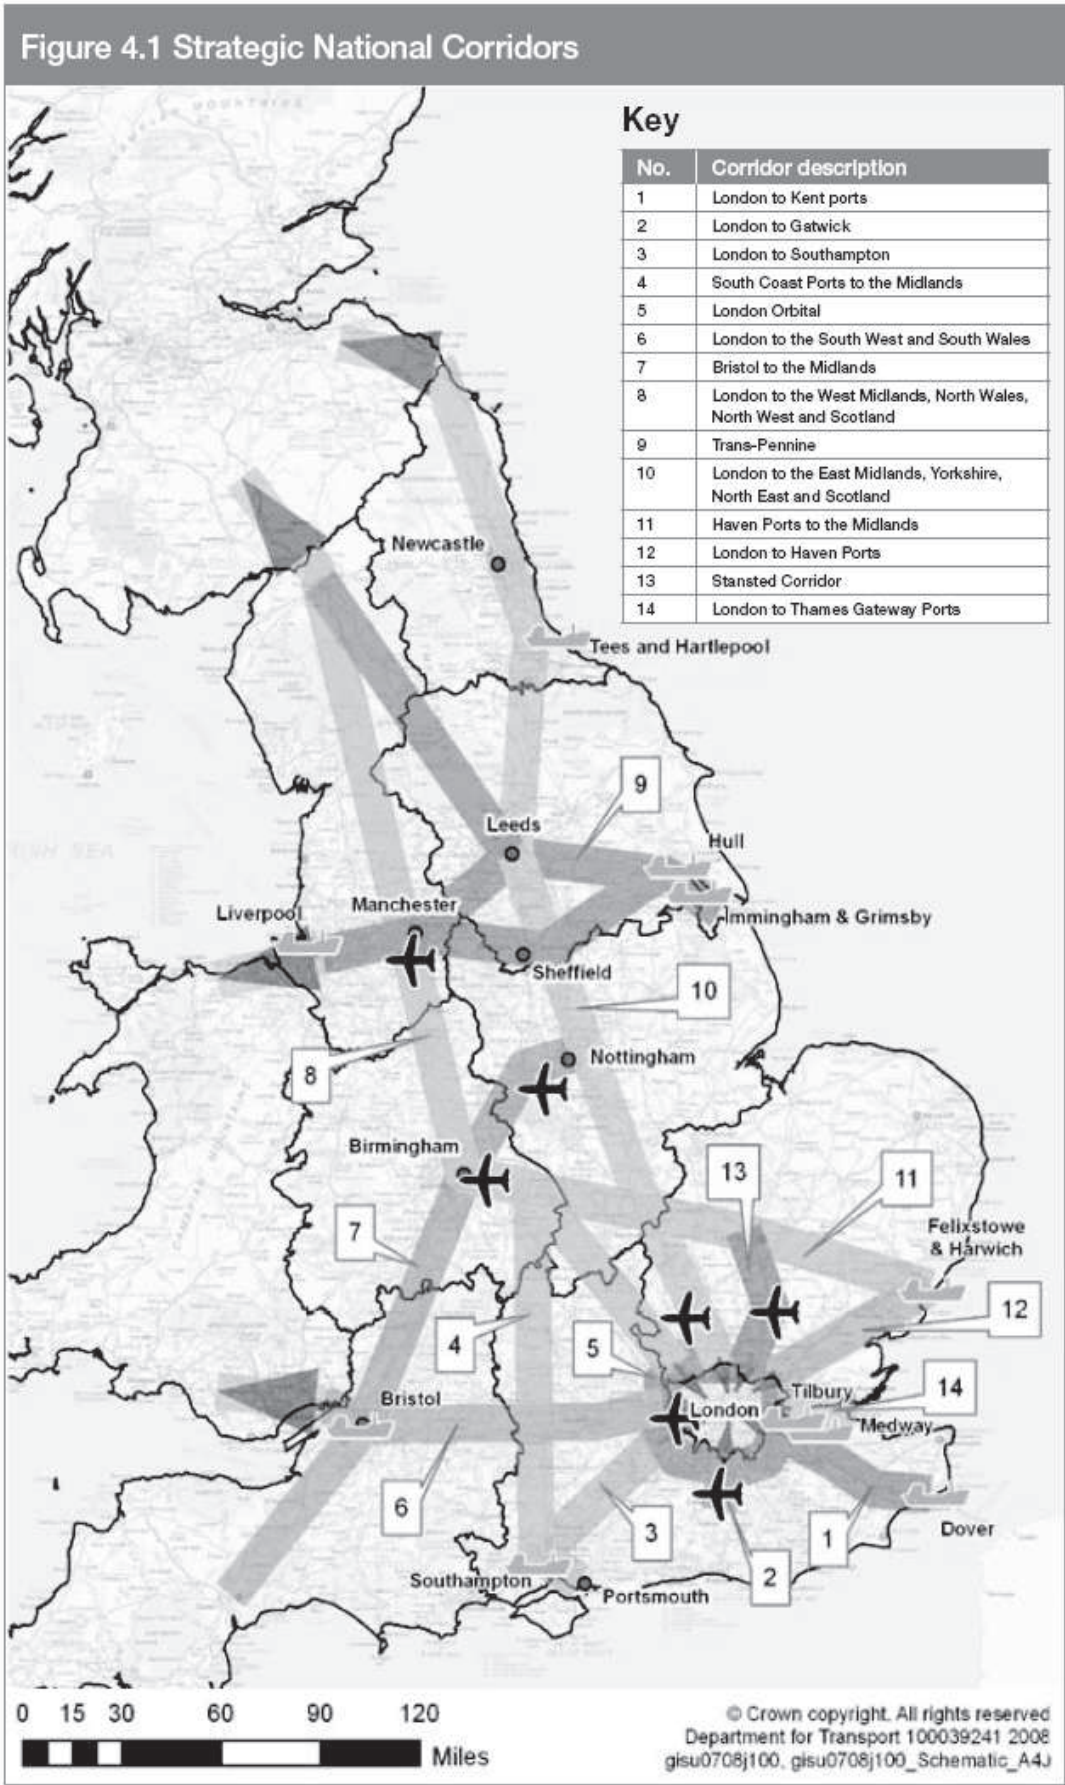 Figure 4.1 Strategic National Corridors
Key
No. Corridor description
1 London to Kent ports
2 London to Gatwick
3 London to Southampton
4 South Coast Ports to the Midlands
5 London Orbital
6 London to the South West and South Wales
7 Bristol to the Midlands
8 London to the West Midlands, North Wales,
North West and Scotland
9 Trans-Pennine
10 London to the East Midlands, Yorkshire,
North East and Scotland
11 Haven Ports to the Midlands
12 London to Haven Ports
13 Stansted Corridor
14 London to Thames Gateway Ports
Newcastle
Tees and Hartlepool
9
Leeds
Hull
Manchester
Liverpool
Immingham & Grimsby
Sheffield
10
Nottingham
8
Birmingham
13
11
7
Felixstowe
& Harwich
12
4
5
14
Tilbury
Bristol
London
Medway
6
3
1
Dover
2
Southampton
Portsmouth
0 15 30 60 90 120
Miles
© Crown copyright. All rights reserved
Department for Transport 100039241 2008
gisu0708j100, gisu0708j100_Schematic_A4J